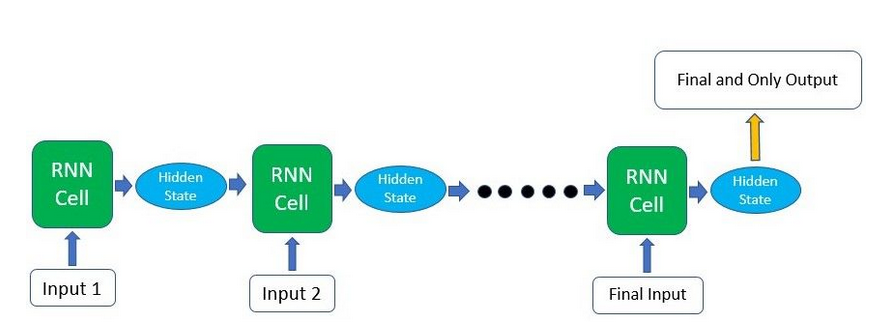 Final and Only Output
RNN
Cell
Hidden
State
RNN
Cell
Hidden
State
RNN
Cell
Hidden
State
Input 1
Input 2
Final Input